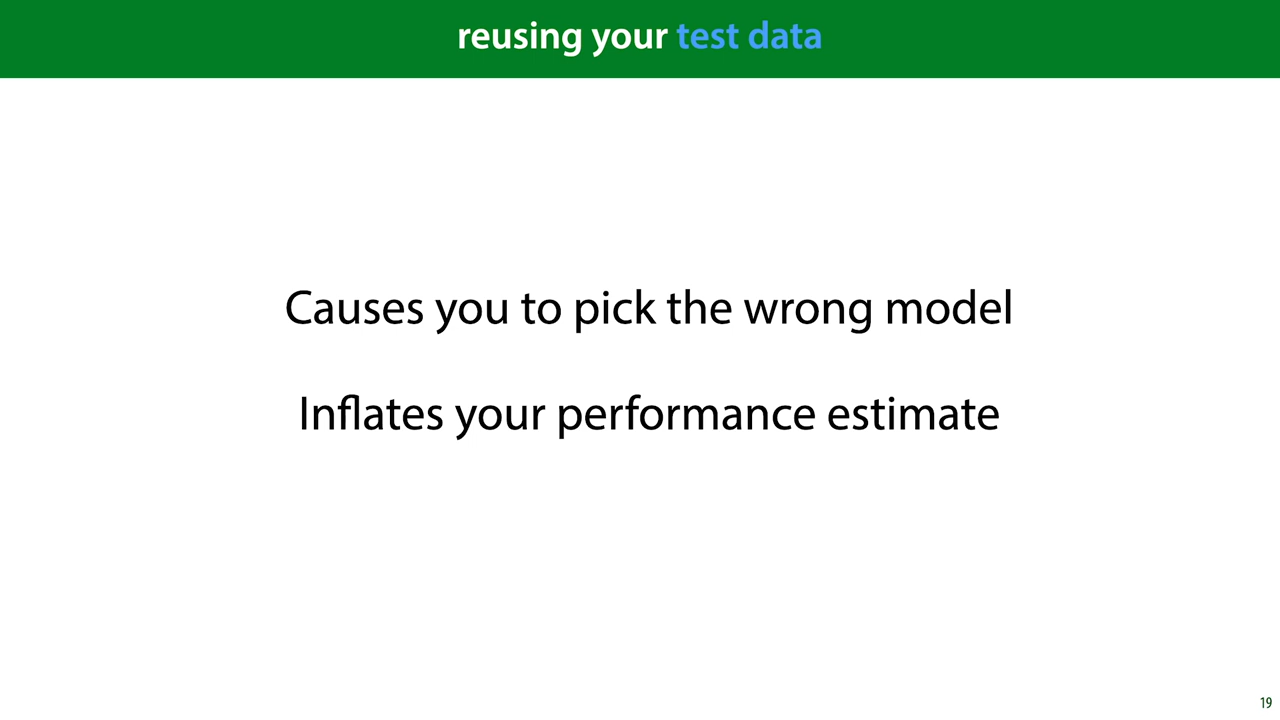 reusing your test data
Causes you to pick the wrong model
Inflates your performance estimate
19